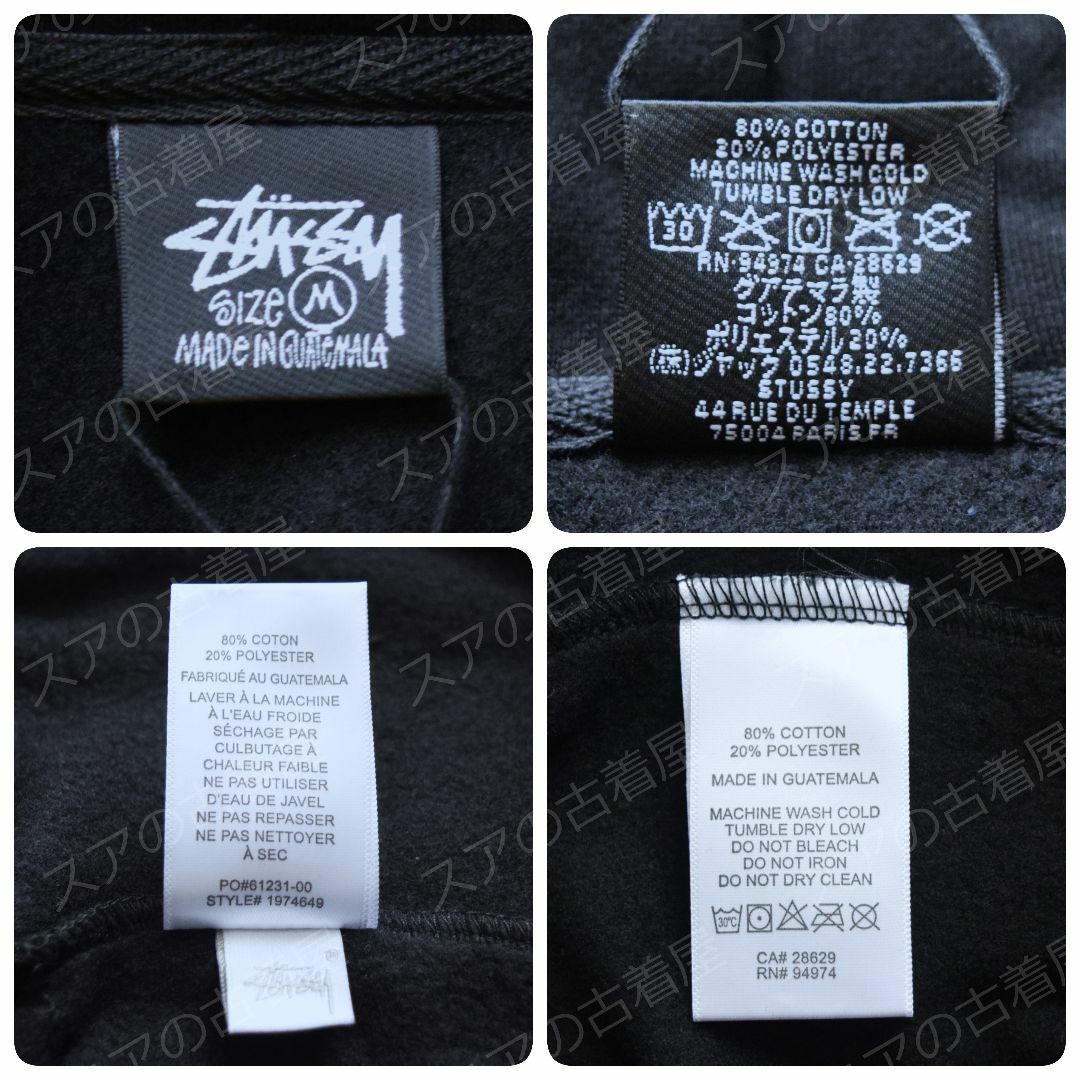 STÜSSY
SIZE M
MADE IN GUATEMALA
80% COTTON
20% POLYESTER
MACHINE WASH COLD
TUMBLE DRY LOW
30
RN-94974 CA-28629
グアテマラ製
コットン80%
ポリエステル20%
(株)ジャック 0548.22.7366
STUSSY
44 RUE DU TEMPLE
75004 PARIS.FR
80% COTON
20% POLYESTER
FABRIQUÉ AU GUATEMALA
LAVER À LA MACHINE
À L'EAU FROIDE
SÉCHAGE PAR
CULBUTAGE À
CHALEUR FAIBLE
NE PAS UTILISER
D'EAU DE JAVEL
NE PAS REPASSER
NE PAS NETTOYER
À SEC
PO#61231-00
STYLE# 1974649
STÜSSY
80% COTTON
20% POLYESTER
MADE IN GUATEMALA
MACHINE WASH COLD
TUMBLE DRY LOW
DO NOT BLEACH
DO NOT IRON
DO NOT DRY CLEAN
30°C
CA# 28629
RN# 94974
スアの古着屋